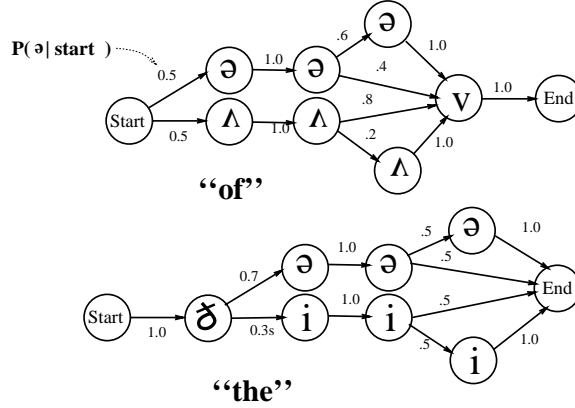 ə
P( ə| start )
.6
1.0
1.0
0.5
ə
ə
.4
.8
v
1.0
End
Start
0.5
ʌ
1.0
ʌ
.2
1.0
ʌ
“of”
ə
.5
1.0
1.0
.5
0.7
ə
ə
Start
1.0
ð
0.3s
i
1.0
i
.5
End
.5
1.0
i
“the”